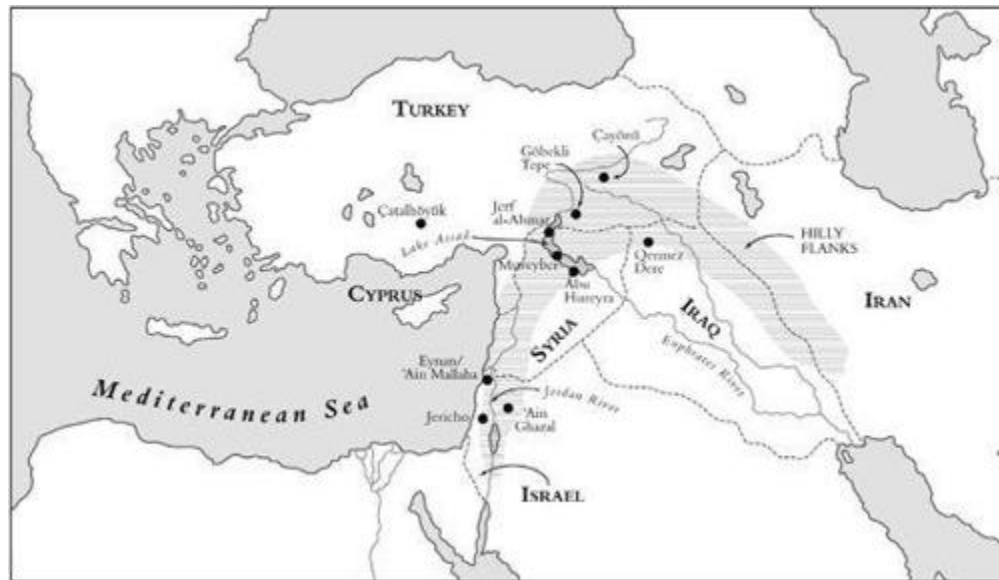 TURKEY
Çayönü
Göbekli
Tepe
Çatalhöyük
Jerf
al-Ahmar
Lake Assad
HILLY
FLANKS
Mureyber
Qermez
Dere
CYPRUS
Abu
Hureyra
IRAN
SYRIA
IRAQ
Euphrates River
Eynan/
'Ain Mallaha
Mediterranean Sea
Jordan River
Jericho
'Ain
Ghazal
ISRAEL